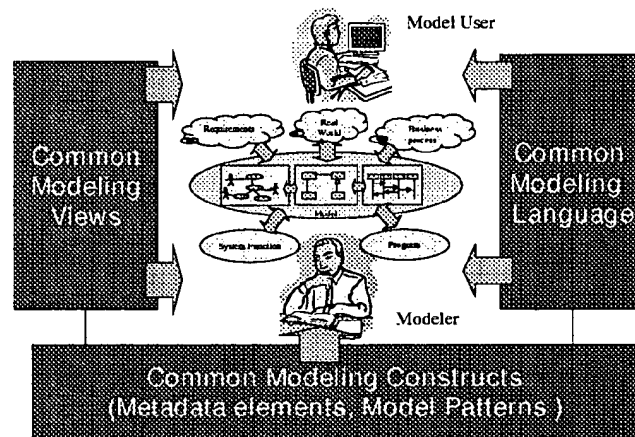 Model User
Requirements
Real
World
Business
process
Common
Modeling
Views
Common
Modeling
Language
Model
System Function
Program
Modeler
Common Modeling Constructs
(Metadata elements, Model Patterns )